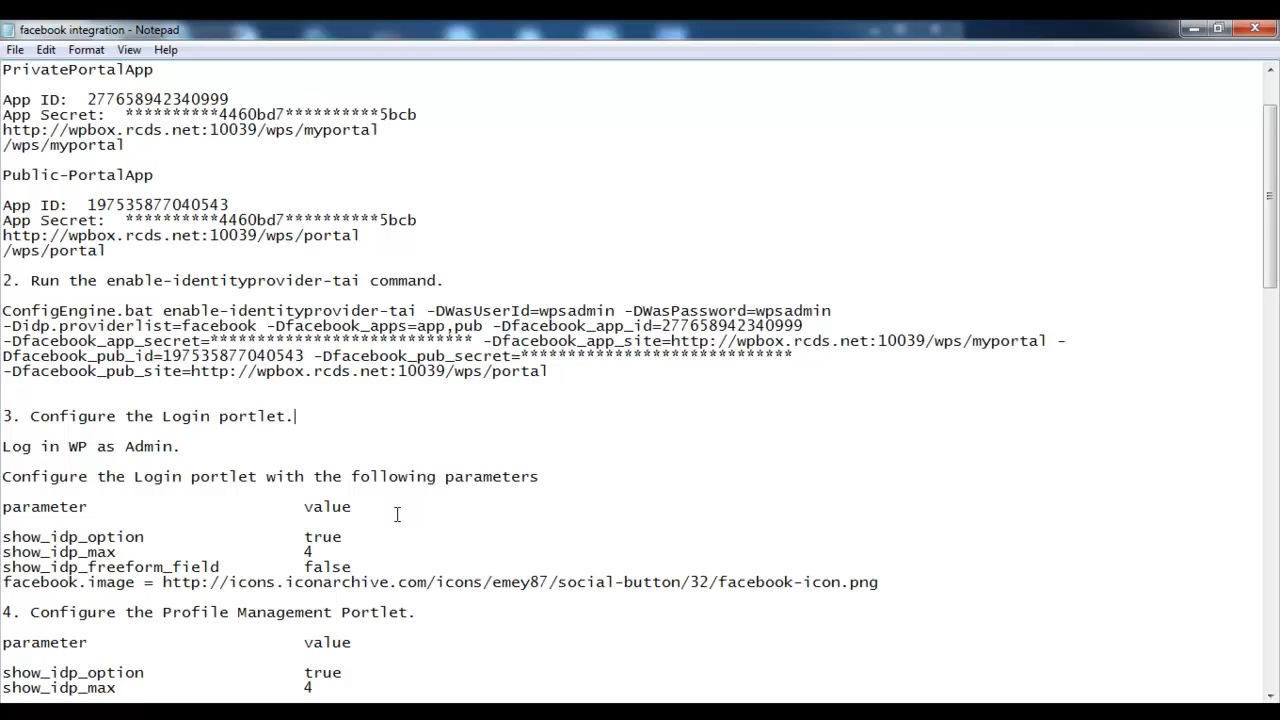 facebook integration - Notepad
File Edit Format View Help
PrivatePortalApp
App ID: 277658942340999
App Secret: **********4460bd7**********5bcb
http://wpbox.rcds.net:10039/wps/myportal
/wps/myportal
Public-PortalApp
App ID: 197535877040543
App Secret: **********4460bd7**********5bcb
http://wpbox.rcds.net:10039/wps/portal
/wps/portal
2. Run the enable-identityprovider-tai command.
ConfigEngine.bat enable-identityprovider-tai -DWasUserId=wpsadmin -DWasPassword=wpsadmin
-Didp.providerlist=facebook -Dfacebook_apps=app,pub -Dfacebook_app_id=277658942340999
-Dfacebook_app_secret=**************************** -Dfacebook_app_site=http://wpbox.rcds.net:10039/wps/myportal -
Dfacebook_pub_id=197535877040543 -Dfacebook_pub_secret=*****************************
-Dfacebook_pub_site=http://wpbox.rcds.net:10039/wps/portal
3. Configure the Login portlet.
Log in WP as Admin.
Configure the Login portlet with the following parameters
parameter value
show_idp_option true
show_idp_max 4
show_idp_freeform_field false
facebook.image = http://icons.iconarchive.com/icons/emey87/social-button/32/facebook-icon.png
4. Configure the Profile Management Portlet.
parameter value
show_idp_option true
show_idp_max 4